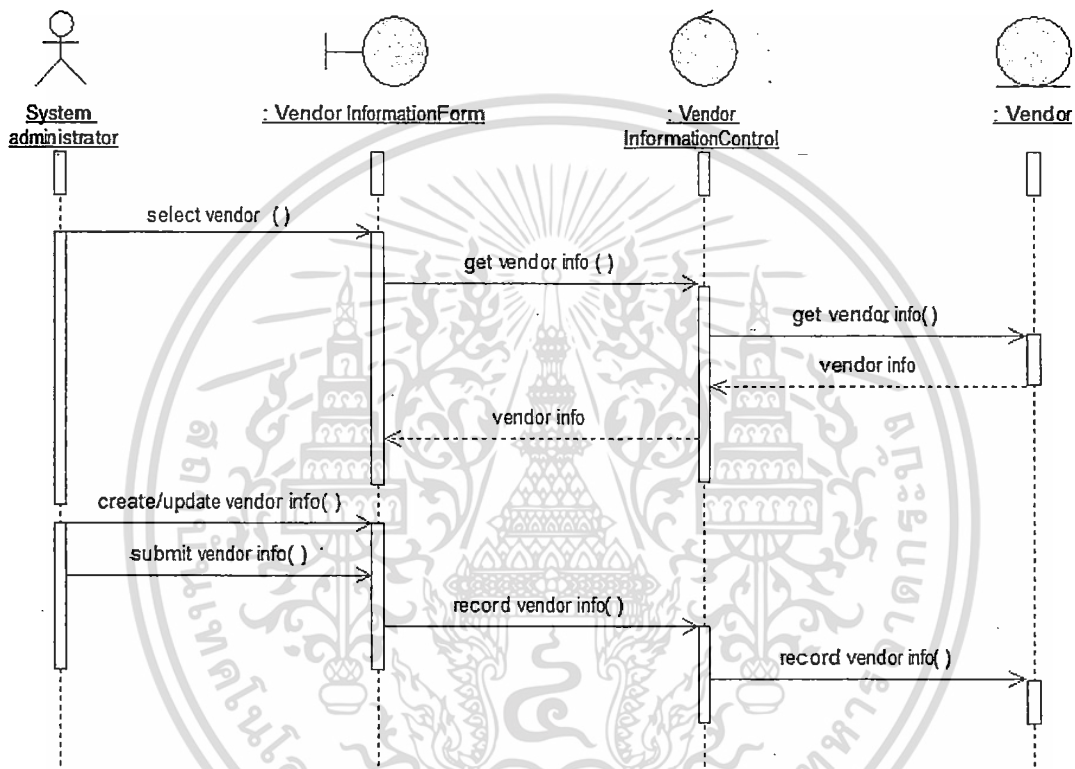 System
administrator
: Vendor InformationForm
: Vendor
InformationControl
: Vendor
select vendor ()
get vendor info ( )
get vendor info( )
vendor info
vendor info
create/update vendor info( )
submit vendor info( )
record vendor info( )
record vendor info( )